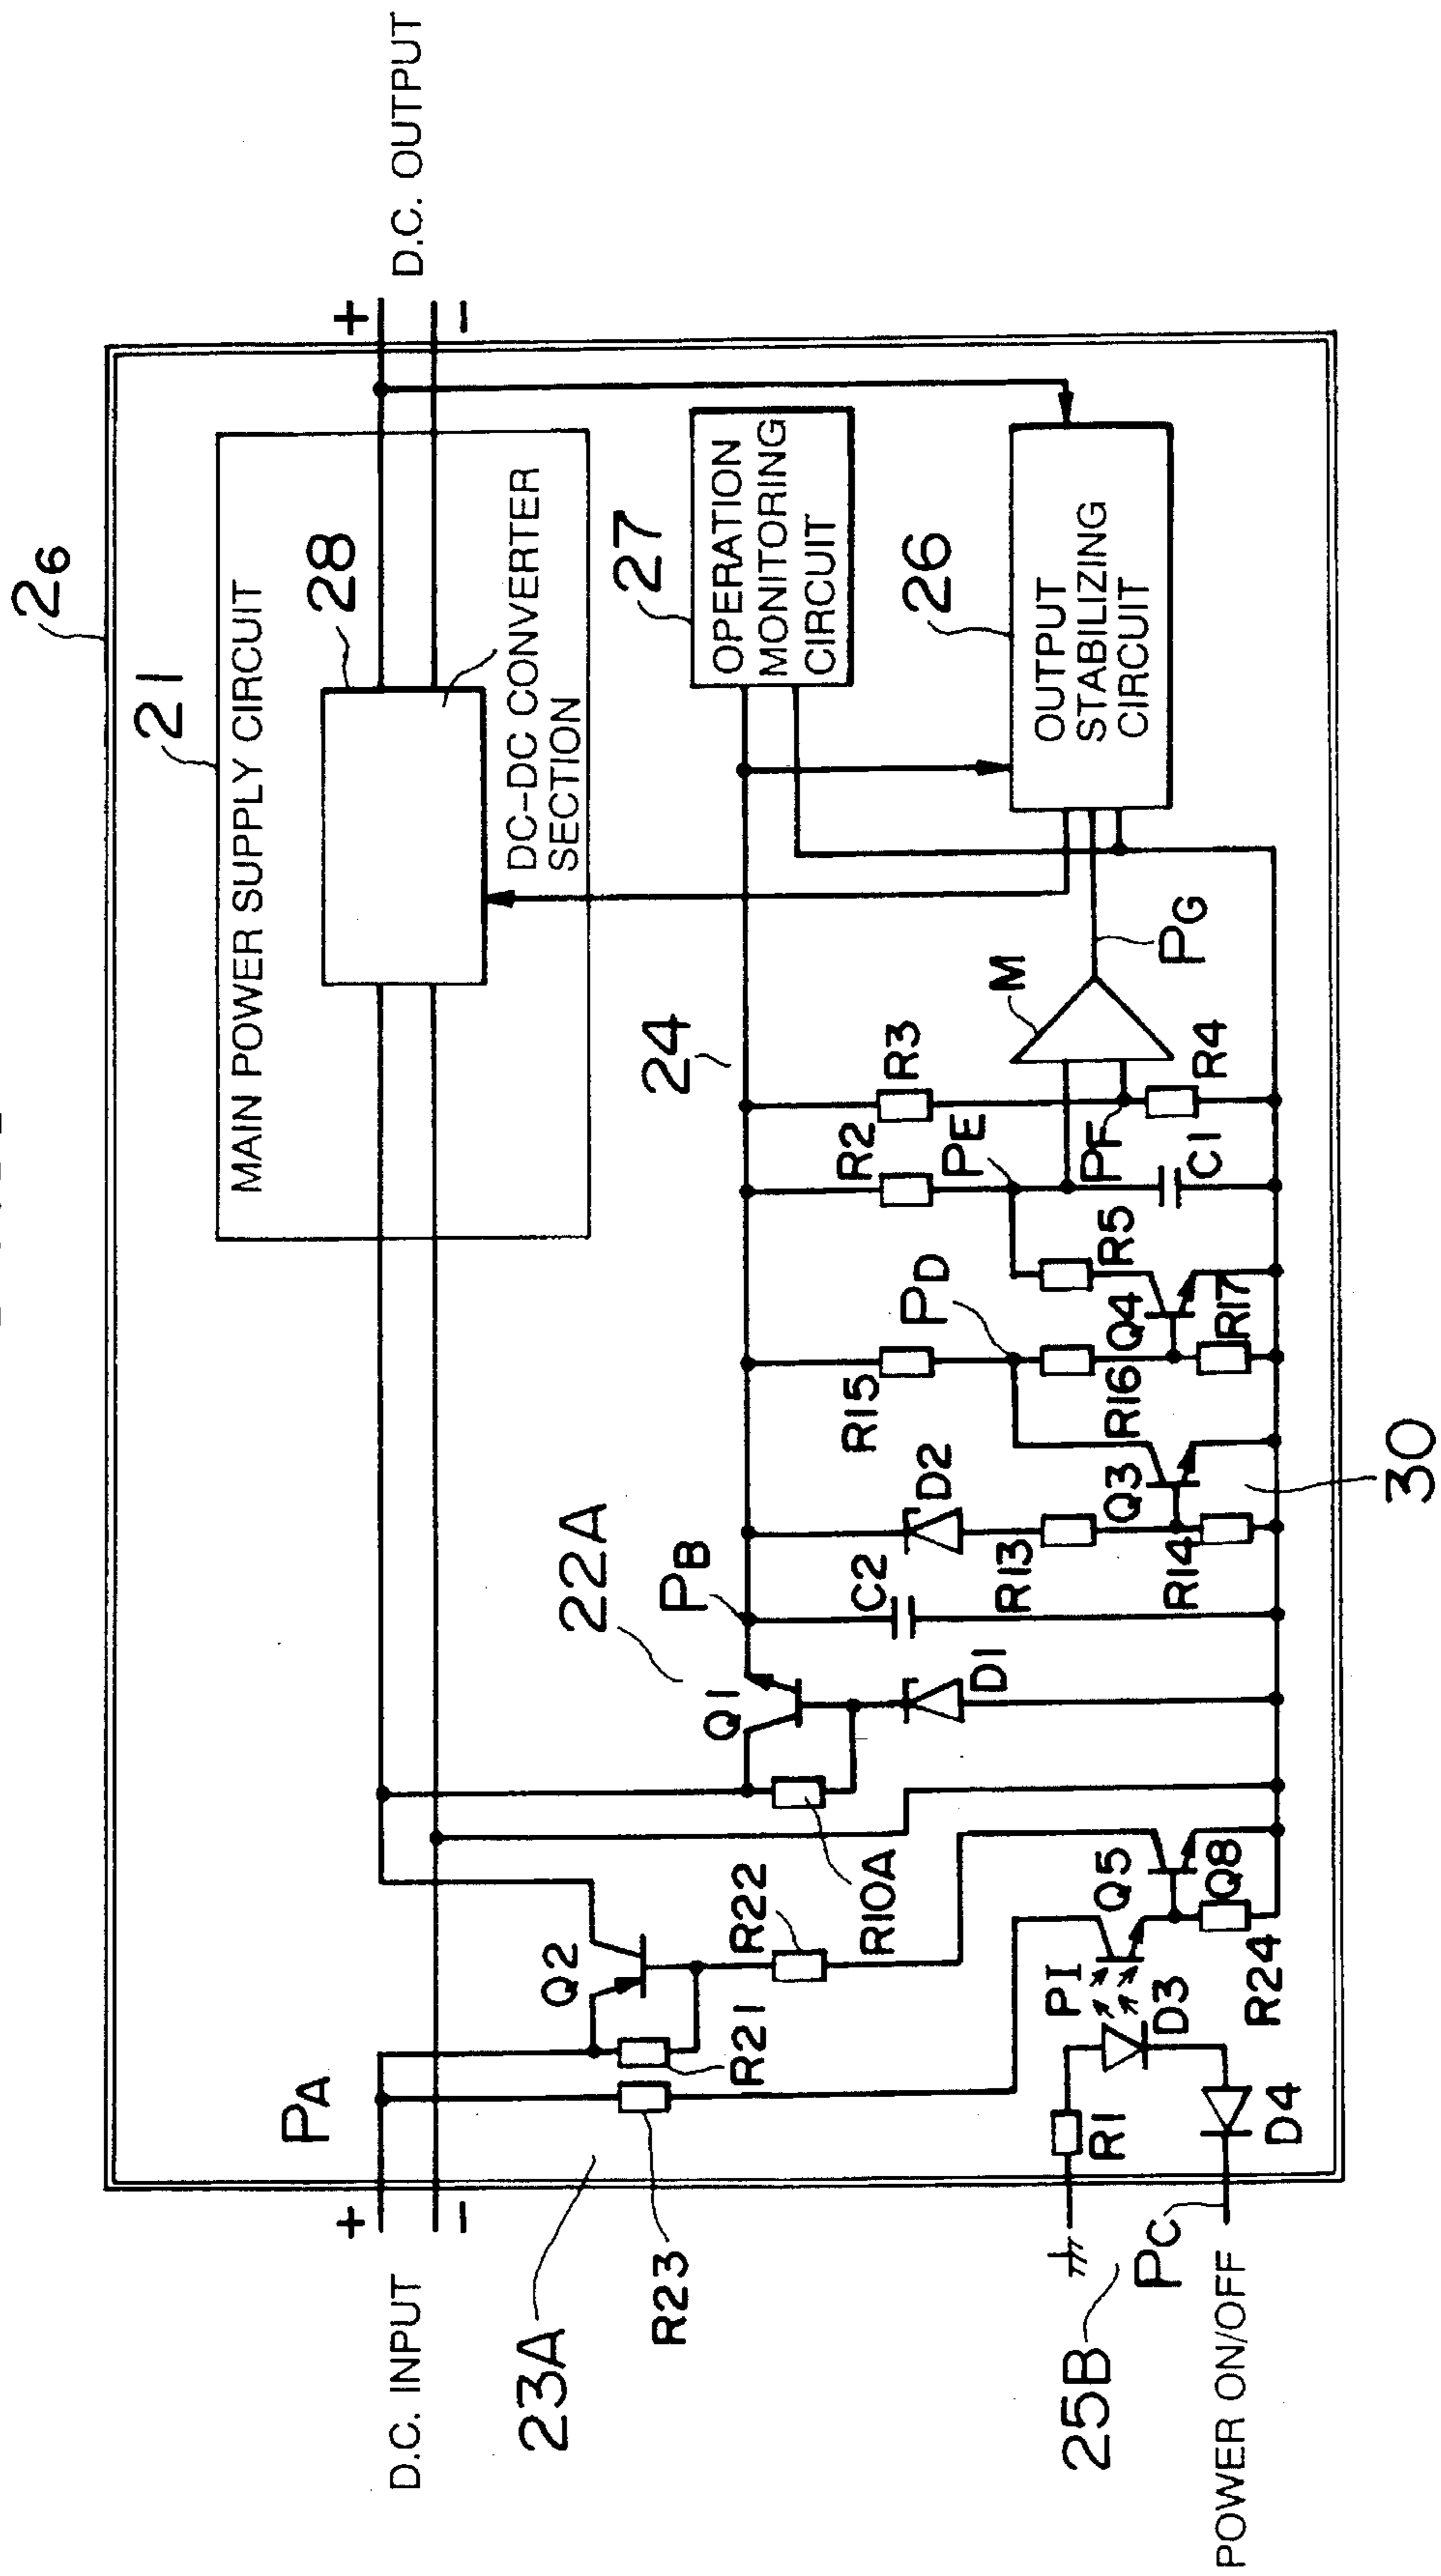 2₆
21
MAIN POWER SUPPLY CIRCUIT
28
DC-DC CONVERTER
SECTION
+
−
D.C. OUTPUT
PA
+
−
D.C. INPUT
23A
R23
R21
Q2
R22
R10A
Q1
22A
PB
24
27
OPERATION
MONITORING
CIRCUIT
26
OUTPUT
STABILIZING
CIRCUIT
D1
C2
D2
R13
R14
Q3
30
R15
PD
R16
Q4
R17
R5
R2
PE
PF
C1
R3
R4
M
PG
Q5
Q8
R24
PI
D3
R1
D4
25B
PC
POWER ON/OFF